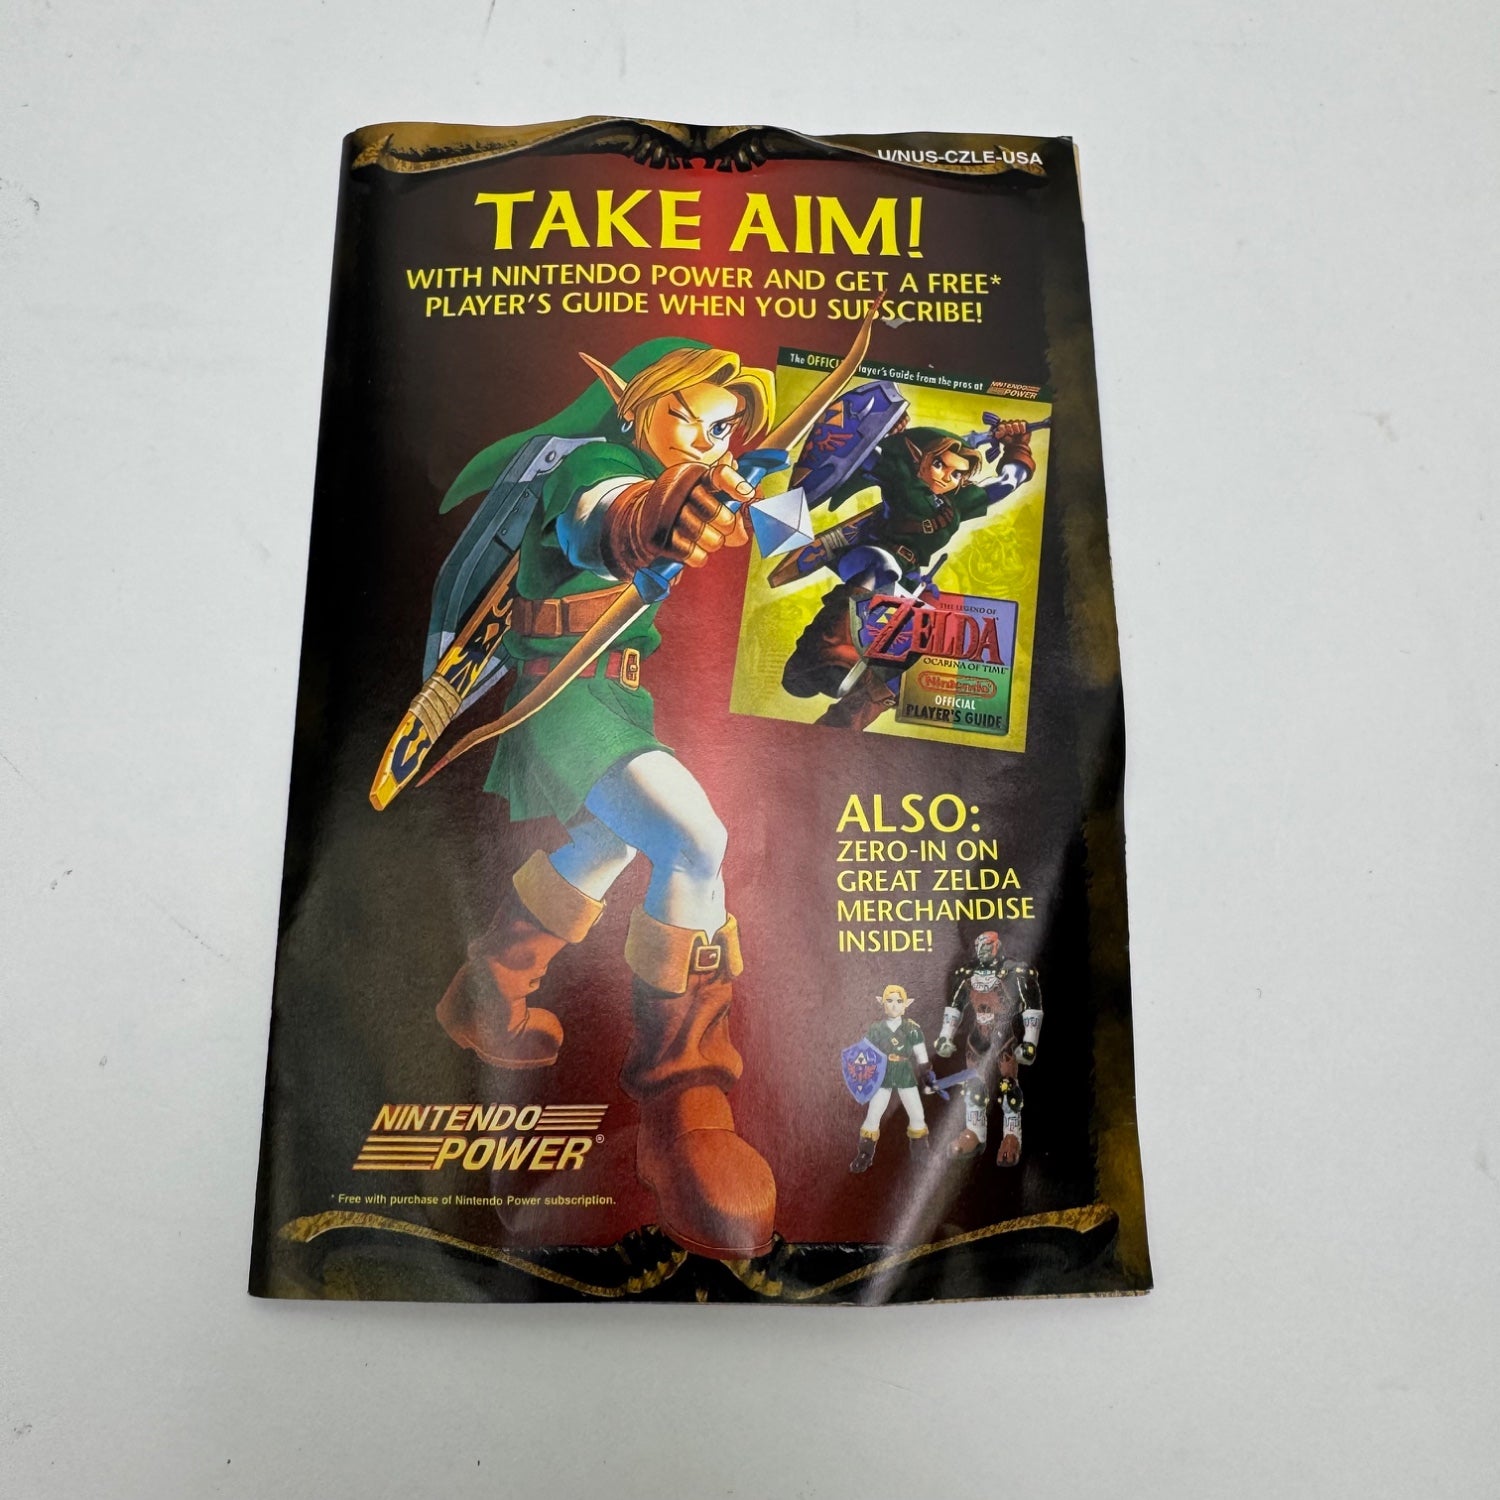 U/NUS-CZLE-USA
TAKE AIM!
WITH NINTENDO POWER AND GET A FREE*
PLAYER'S GUIDE WHEN YOU SUBSCRIBE!
The OFFICIAL Player's Guide from the pros at NINTENDO POWER
THE LEGEND OF
ZELDA
OCARINA OF TIME
Nintendo
OFFICIAL
PLAYER'S GUIDE
ALSO:
ZERO-IN ON
GREAT ZELDA
MERCHANDISE
INSIDE!
NINTENDO
POWER®
* Free with purchase of Nintendo Power subscription.